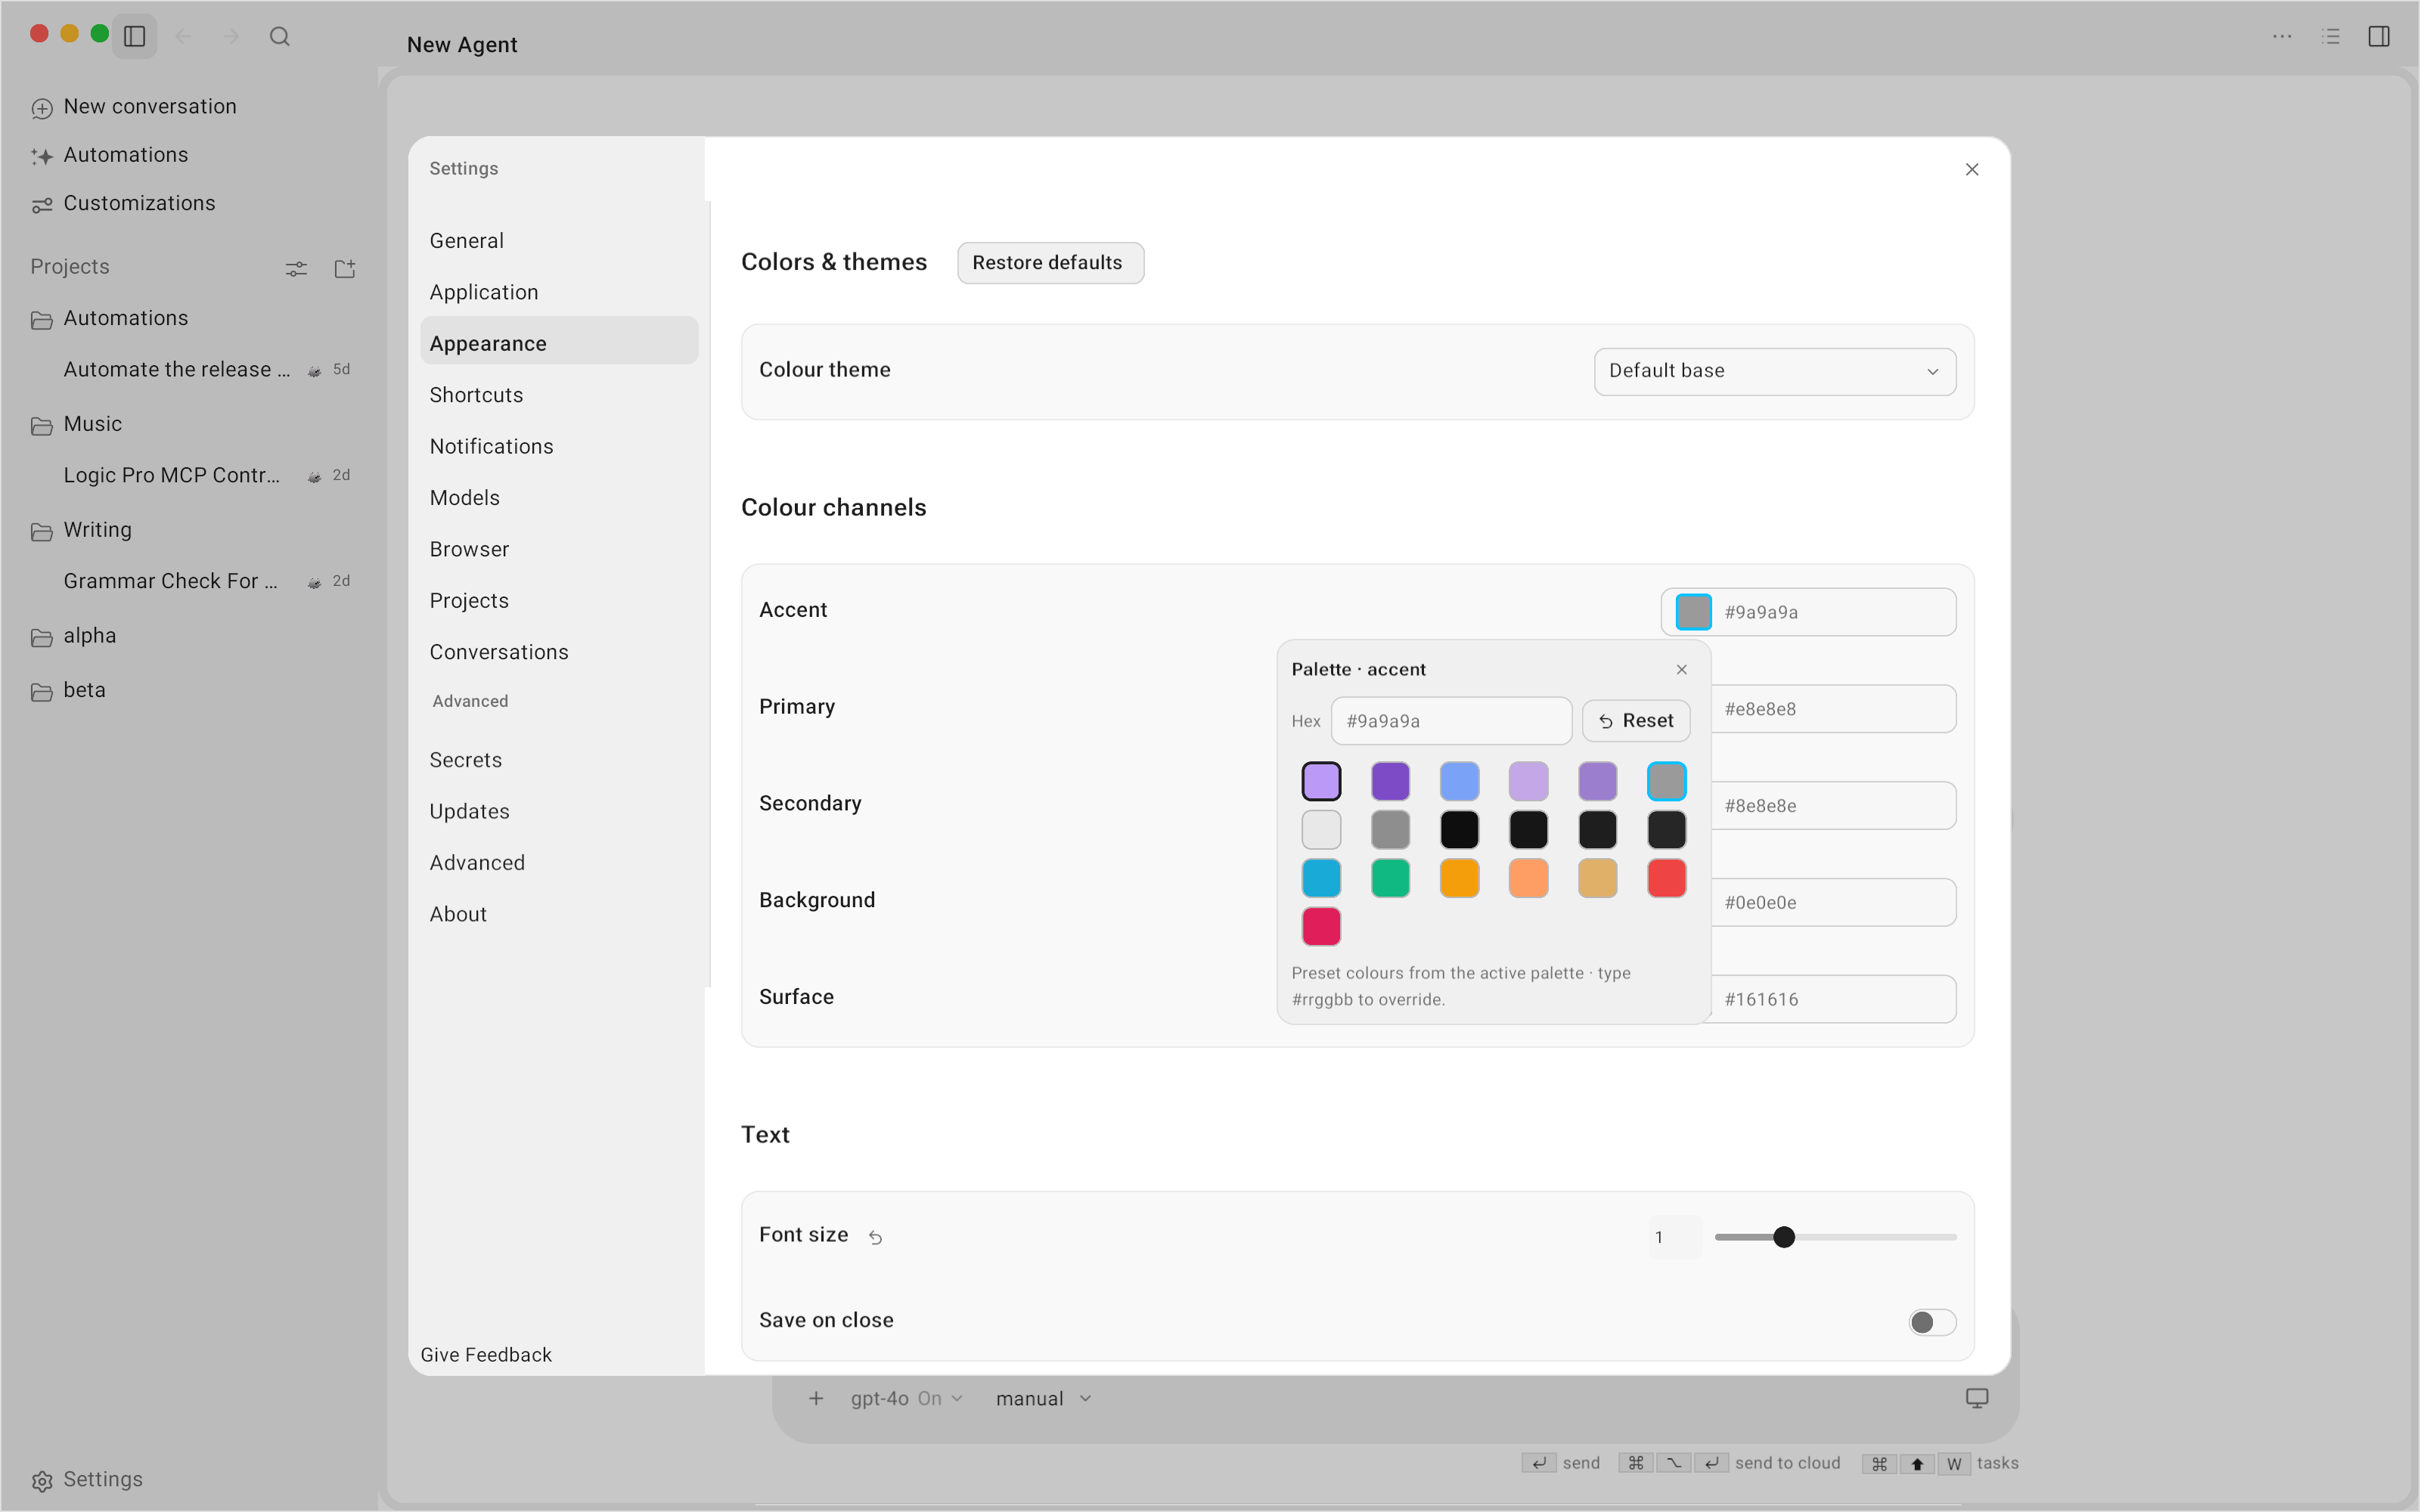 New Agent
New conversation
Automations
Customizations
Projects
Automations
Automate the release ... 5d
Music
Logic Pro MCP Contr... 2d
Writing
Grammar Check For ... 2d
alpha
beta
Settings
Settings
General
Application
Appearance
Shortcuts
Notifications
Models
Browser
Projects
Conversations
Advanced
Secrets
Updates
Advanced
About
Give Feedback
Colors & themes
Restore defaults
Colour theme
Default base
Colour channels
Accent
#9a9a9a
Primary
#e8e8e8
Secondary
#8e8e8e
Background
#0e0e0e
Surface
#161616
Palette · accent
Hex
#9a9a9a
Reset
Preset colours from the active palette · type
#rrggbb to override.
Text
Font size
1
Save on close
gpt-4o On
manual
send
send to cloud
W tasks